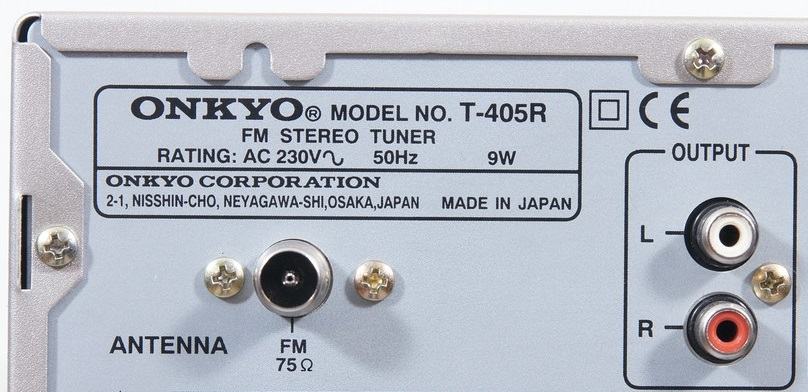 ONKYO® MODEL NO. T-405R
FM STEREO TUNER
RATING: AC 230V∿ 50Hz 9W
ONKYO CORPORATION
2-1, NISSHIN-CHO, NEYAGAWA-SHI,OSAKA,JAPAN MADE IN JAPAN
CE
OUTPUT
L
R
ANTENNA
FM
75Ω